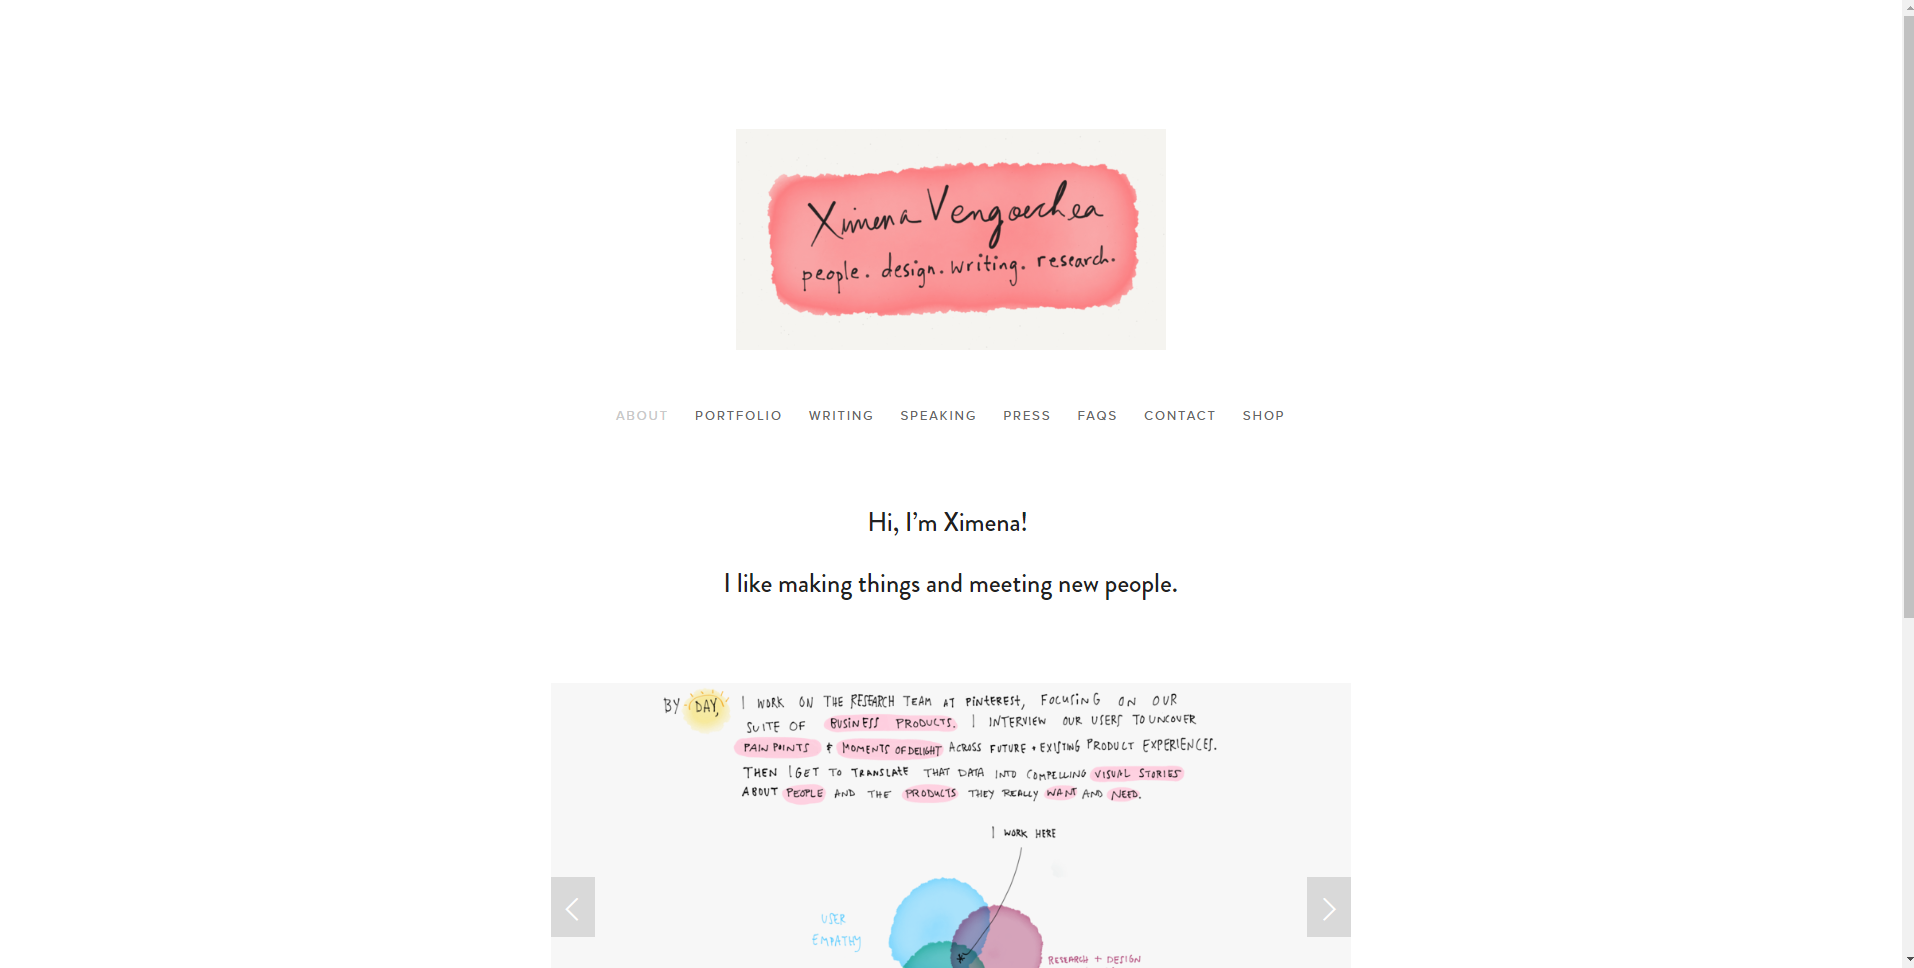 Ximena Vengoechea
people. design. writing. research.
ABOUT PORTFOLIO WRITING SPEAKING PRESS FAQS CONTACT SHOP
Hi, I’m Ximena!
I like making things and meeting new people.
BY DAY, I WORK ON THE RESEARCH TEAM AT PINTEREST, FOCUSING ON OUR
SUITE OF BUSINESS PRODUCTS. I INTERVIEW OUR USERS TO UNCOVER
PAIN POINTS & MOMENTS OF DELIGHT ACROSS FUTURE + EXISTING PRODUCT EXPERIENCES.
THEN I GET TO TRANSLATE THAT DATA INTO COMPELLING VISUAL STORIES
ABOUT PEOPLE AND THE PRODUCTS THEY REALLY WANT AND NEED.
I WORK HERE
USER
EMPATHY
RESEARCH + DESIGN